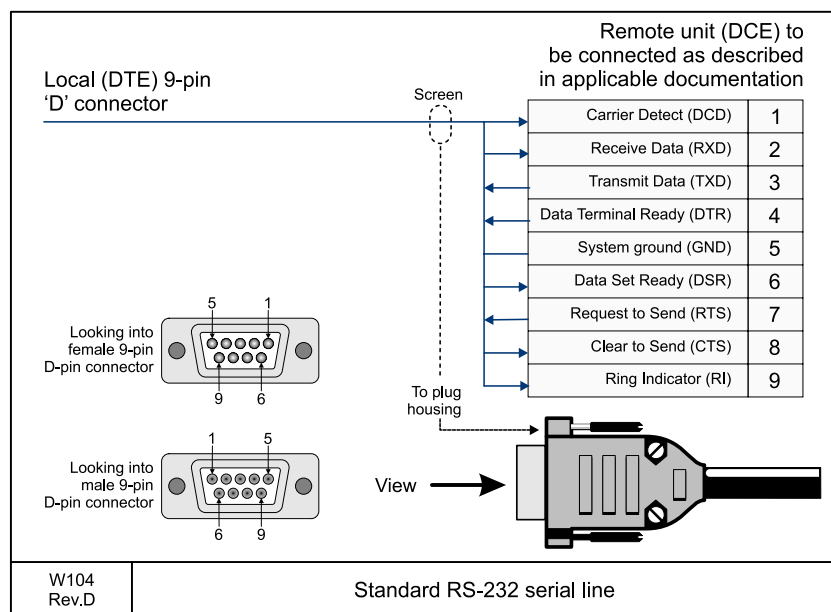 Remote unit (DCE) to
be connected as described
in applicable documentation
Local (DTE) 9-pin
‘D’ connector
Screen
Carrier Detect (DCD) 1
Receive Data (RXD) 2
Transmit Data (TXD) 3
Data Terminal Ready (DTR) 4
System ground (GND) 5
Data Set Ready (DSR) 6
Request to Send (RTS) 7
Clear to Send (CTS) 8
Ring Indicator (RI) 9
5 1
Looking into
female 9-pin
D-pin connector
9 6
To plug
housing
1 5
Looking into
male 9-pin
D-pin connector
6 9
View
W104
Rev.D
Standard RS-232 serial line